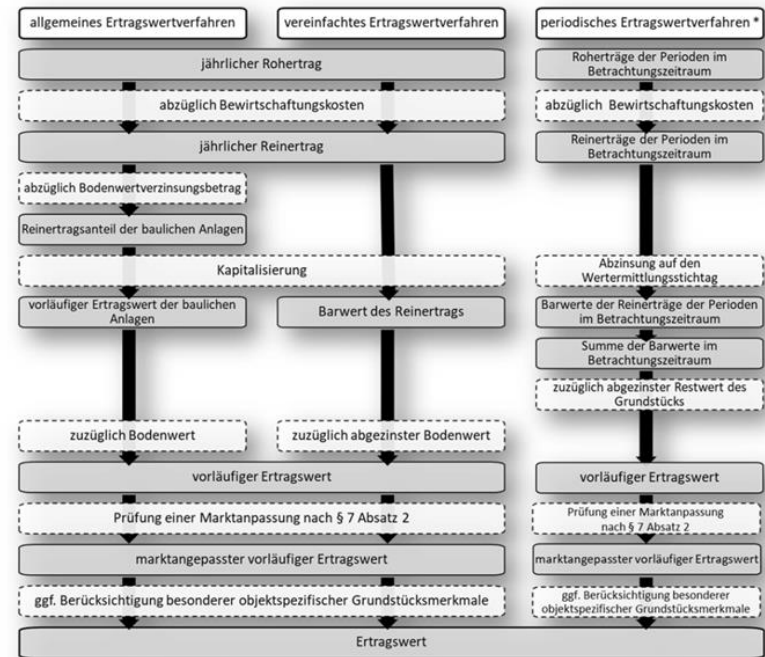 allgemeines Ertragswertverfahren
vereinfachtes Ertragswertverfahren
periodisches Ertragswertverfahren *
jährlicher Rohertrag
Roherträge der Perioden im
Betrachtungszeitraum
abzüglich Bewirtschaftungskosten
abzüglich Bewirtschaftungskosten
jährlicher Reinertrag
Reinerträge der Perioden im
Betrachtungszeitraum
abzüglich Bodenwertverzinsungsbetrag
Reinertragsanteil der baulichen Anlagen
Kapitalisierung
Abzinsung auf den
Wertermittlungsstichtag
vorläufiger Ertragswert der baulichen
Anlagen
Barwert des Reinertrags
Barwerte der Reinerträge der Perioden
im Betrachtungszeitraum
Summe der Barwerte im
Betrachtungszeitraum
zuzüglich abgezinster Restwert des
Grundstücks
zuzüglich Bodenwert
zuzüglich abgezinster Bodenwert
vorläufiger Ertragswert
vorläufiger Ertragswert
Prüfung einer Marktanpassung nach § 7 Absatz 2
Prüfung einer Marktanpassung
nach § 7 Absatz 2
marktangepasster vorläufiger Ertragswert
marktangepasster vorläufiger Ertragswert
ggf. Berücksichtigung besonderer objektspezifischer Grundstücksmerkmale
ggf. Berücksichtigung besonderer
objektspezifischer Grundstücksmerkmale
Ertragswert